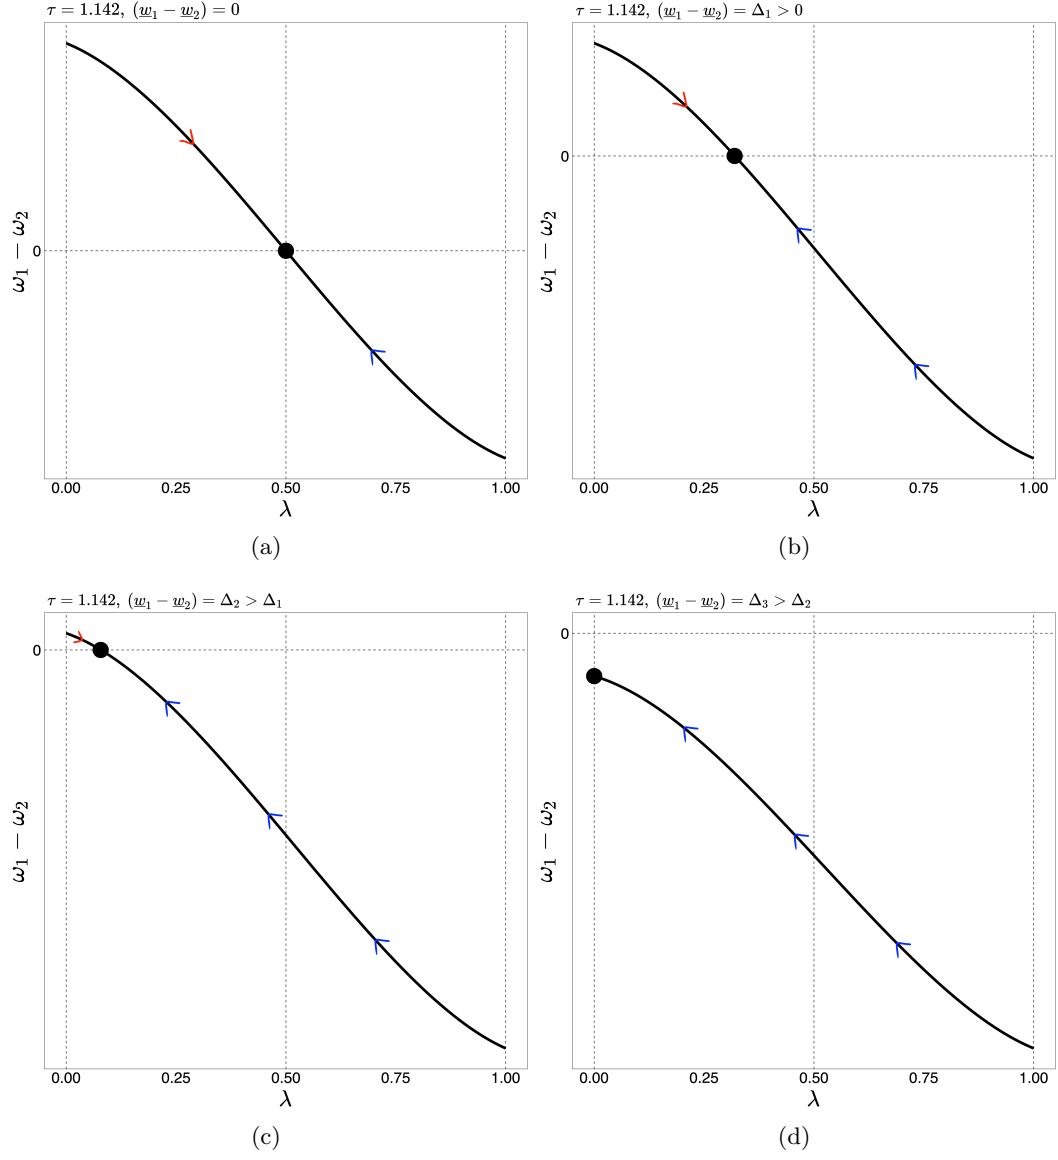 τ = 1.142, (w̲₁ − w̲₂) = 0
ω₁ − ω₂
0
0.00 0.25 0.50 0.75 1.00
λ
(a)
τ = 1.142, (w̲₁ − w̲₂) = Δ₁ > 0
ω₁ − ω₂
0
0.00 0.25 0.50 0.75 1.00
λ
(b)
τ = 1.142, (w̲₁ − w̲₂) = Δ₂ > Δ₁
0
ω₁ − ω₂
0.00 0.25 0.50 0.75 1.00
λ
(c)
τ = 1.142, (w̲₁ − w̲₂) = Δ₃ > Δ₂
0
ω₁ − ω₂
0.00 0.25 0.50 0.75 1.00
λ
(d)